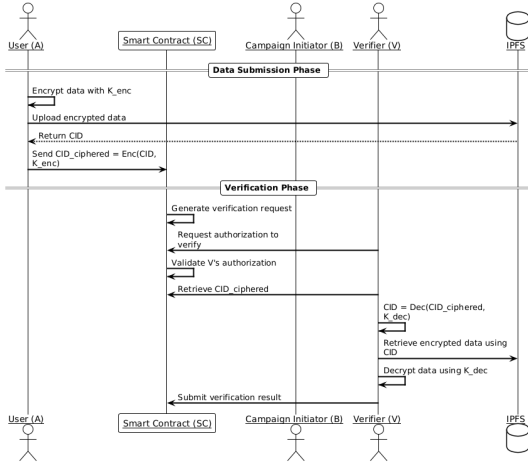 User (A)
Smart Contract (SC)
Campaign Initiator (B)
Verifier (V)
IPFS
Data Submission Phase
Encrypt data with K_enc
Upload encrypted data
Return CID
Send CID_ciphered = Enc(CID,
K_enc)
Verification Phase
Generate verification request
Request authorization to
verify
Validate V's authorization
Retrieve CID_ciphered
CID = Dec(CID_ciphered,
K_dec)
Retrieve encrypted data using
CID
Decrypt data using K_dec
Submit verification result
User (A)
Smart Contract (SC)
Campaign Initiator (B)
Verifier (V)
IPFS